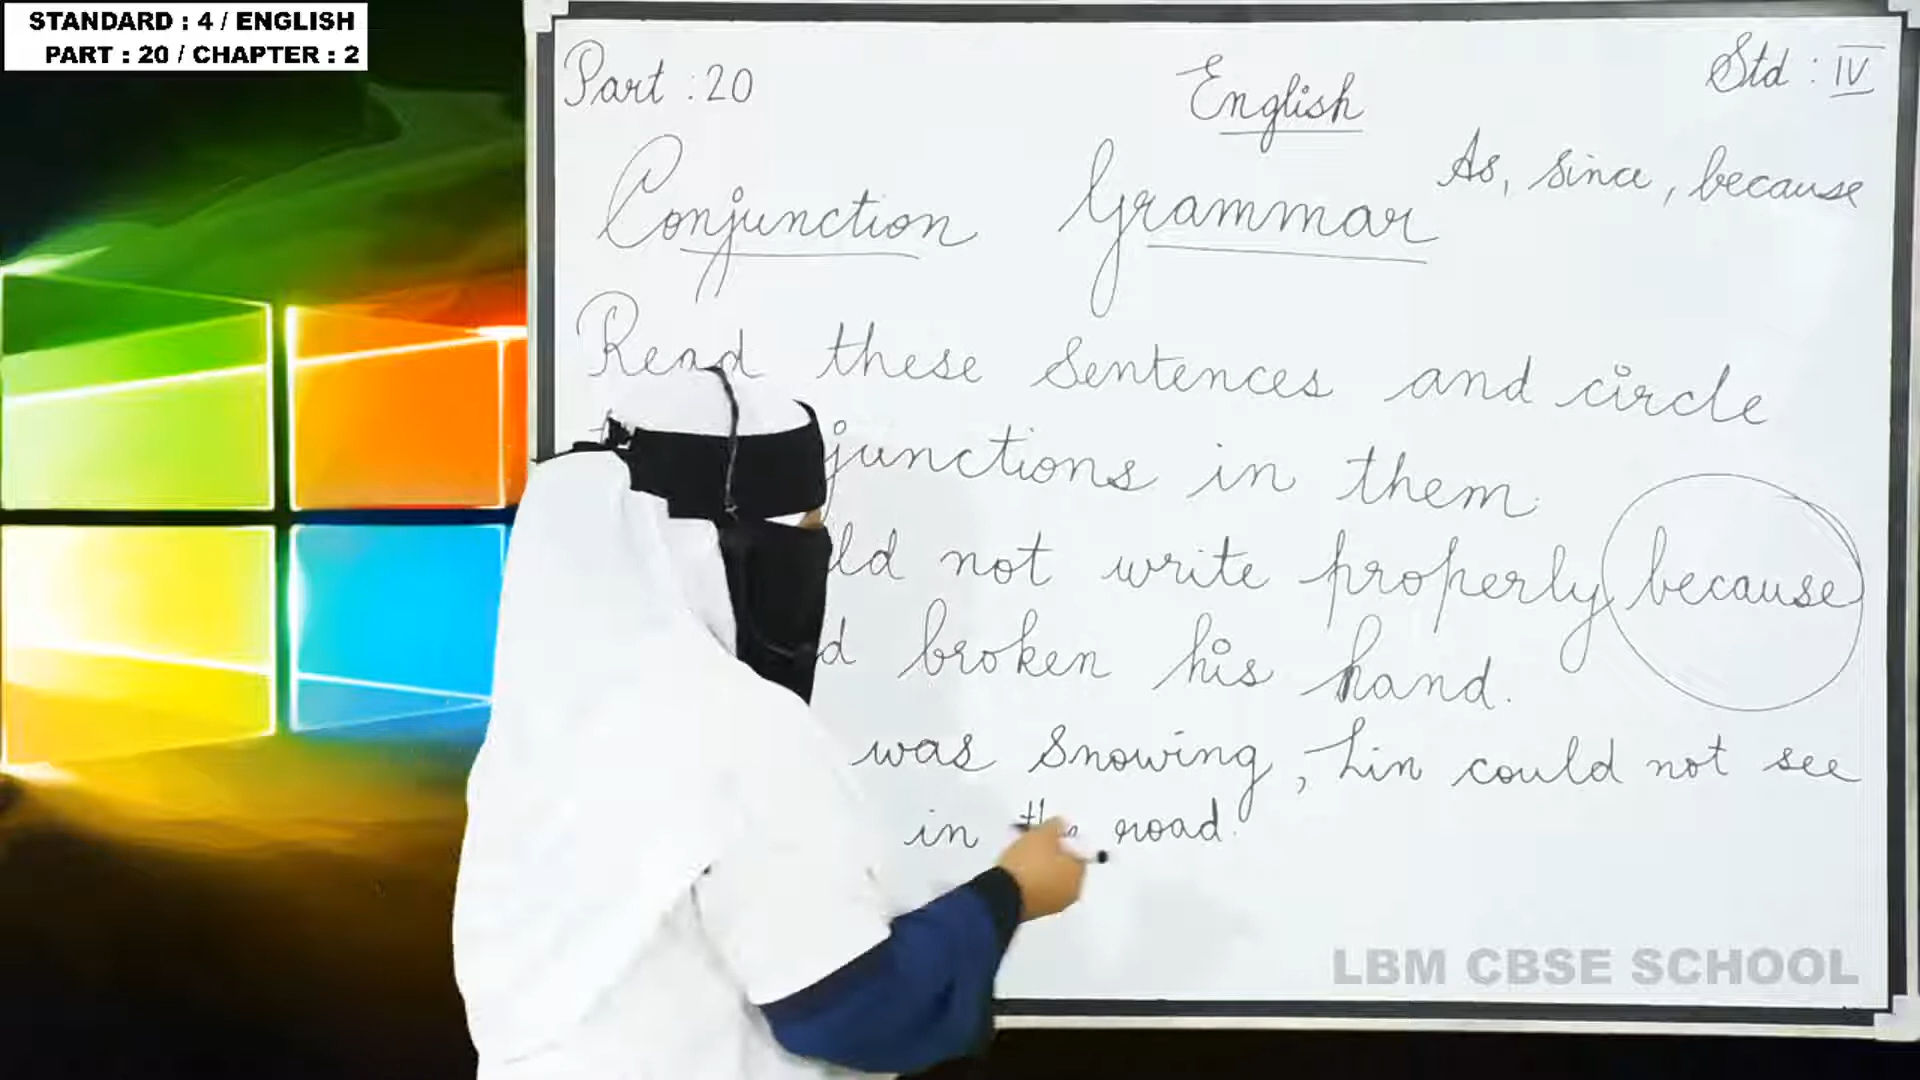 STANDARD : 4 / ENGLISH
PART : 20 / CHAPTER : 2
Part : 20
English
Std : IV
Conjunction Grammar
As, since, because
Read these sentences and circle
junctions in them.
ld not write properly because
d broken his hand.
was snowing, Lin could not see
in the road.
LBM CBSE SCHOOL